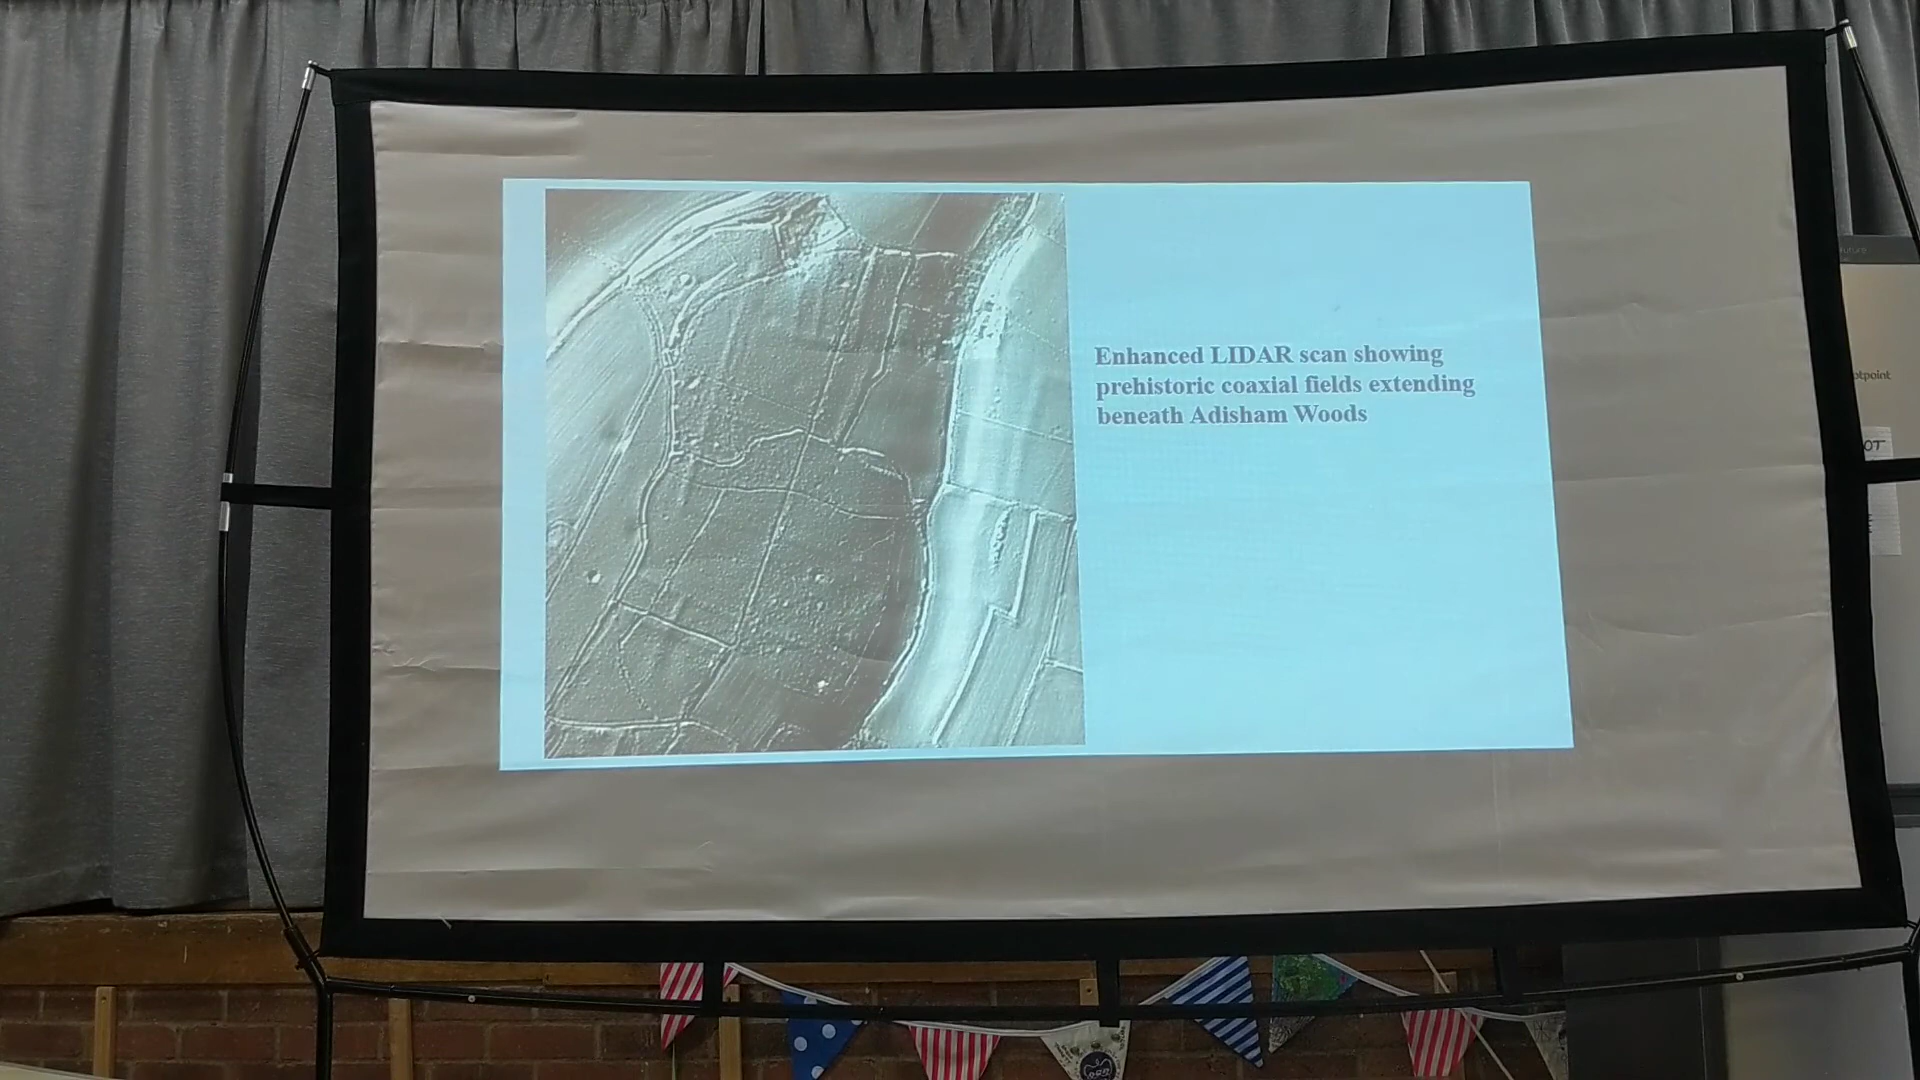 Enhanced LIDAR scan showing
prehistoric coaxial fields extending
beneath Adisham Woods